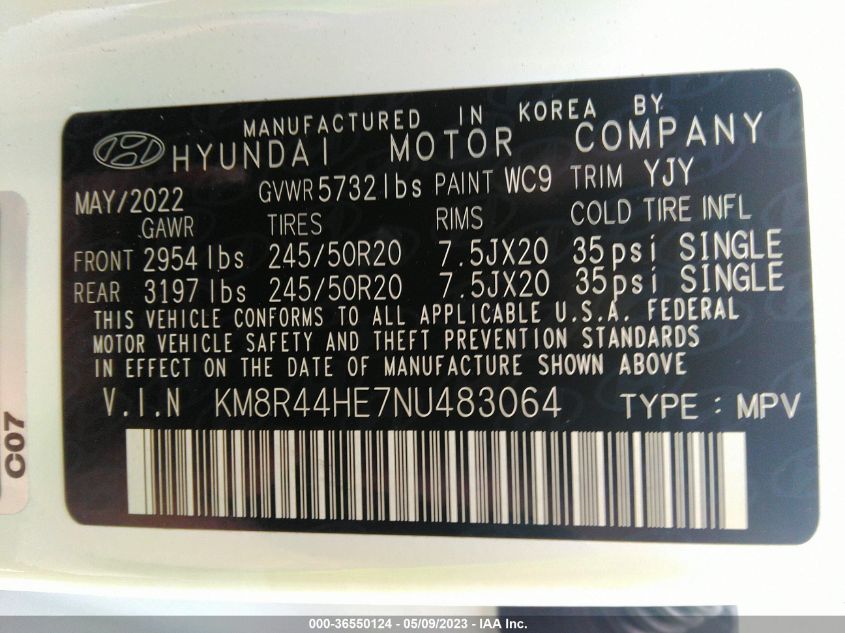 MANUFACTURED IN KOREA BY
HYUNDAI MOTOR COMPANY
MAY/2022 GVWR 5732 lbs PAINT WC9 TRIM YJY
GAWR TIRES RIMS COLD TIRE INFL
FRONT 2954 lbs 245/50R20 7.5JX20 35psi SINGLE
REAR 3197 lbs 245/50R20 7.5JX20 35psi SINGLE
THIS VEHICLE CONFORMS TO ALL APPLICABLE U.S.A. FEDERAL
MOTOR VEHICLE SAFETY AND THEFT PREVENTION STANDARDS
IN EFFECT ON THE DATE OF MANUFACTURE SHOWN ABOVE
V.I.N KM8R44HE7NU483064 TYPE : MPV
C07
000-36550124 - 05/09/2023 - IAA Inc.